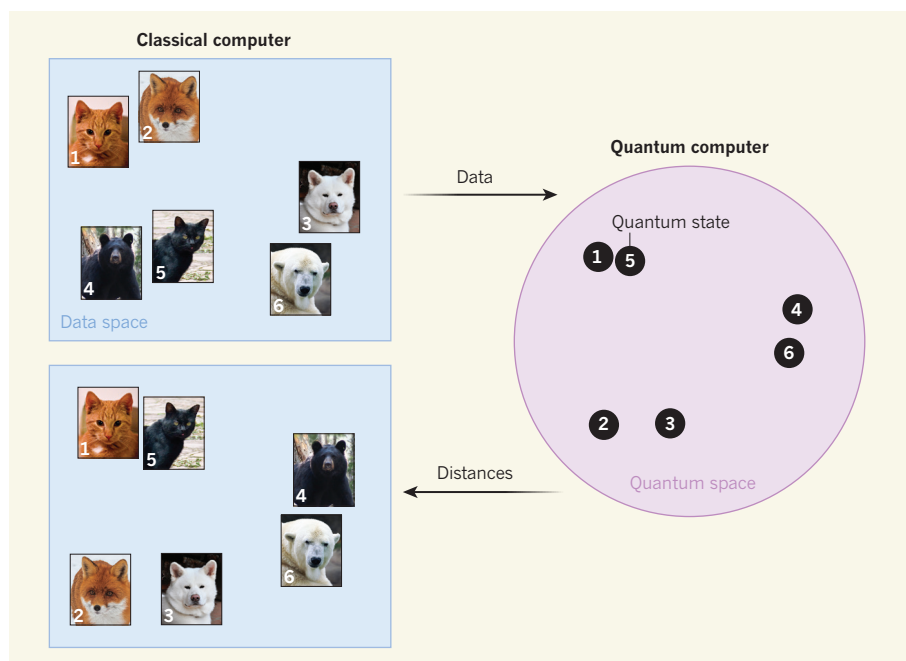 Classical computer
1
2
3
4
5
6
Data space
Data
Quantum computer
Quantum state
1
5
4
6
2
3
Quantum space
Distances
1
5
4
6
2
3